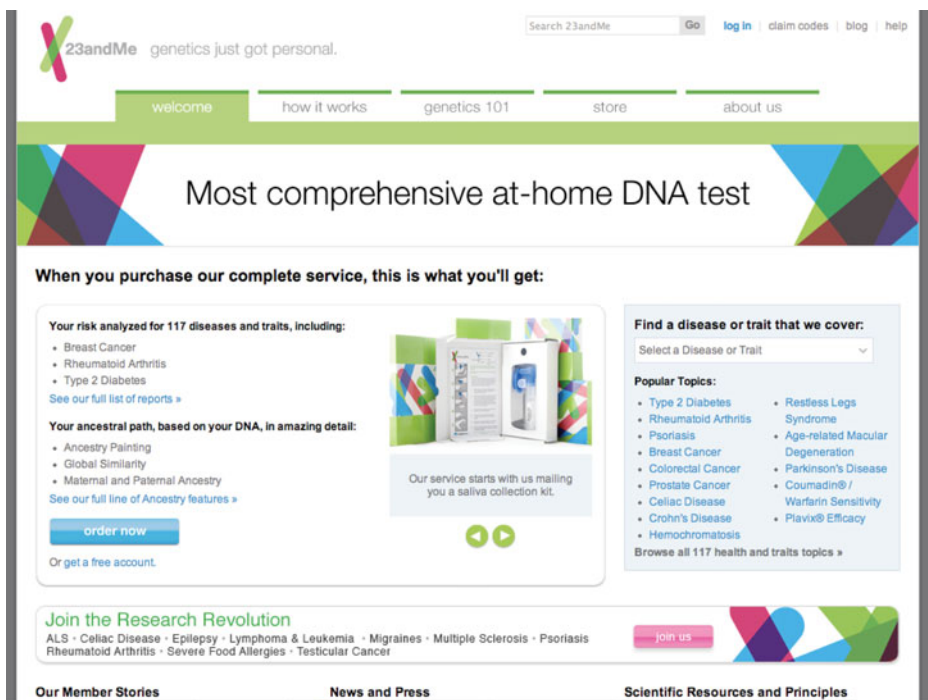 Search 23andMe
Go
log in
claim codes
blog
help
23andMe genetics just got personal.
welcome
how it works
genetics 101
store
about us
Most comprehensive at-home DNA test
When you purchase our complete service, this is what you'll get:
Your risk analyzed for 117 diseases and traits, including:
• Breast Cancer
• Rheumatoid Arthritis
• Type 2 Diabetes
See our full list of reports »
Your ancestral path, based on your DNA, in amazing detail:
• Ancestry Painting
• Global Similarity
• Maternal and Paternal Ancestry
See our full line of Ancestry features »
order now
Or get a free account.
Our service starts with us mailing
you a saliva collection kit.
Find a disease or trait that we cover:
Select a Disease or Trait
Popular Topics:
• Type 2 Diabetes
• Rheumatoid Arthritis
• Psoriasis
• Breast Cancer
• Colorectal Cancer
• Prostate Cancer
• Celiac Disease
• Crohn's Disease
• Hemochromatosis
• Restless Legs
Syndrome
• Age-related Macular
Degeneration
• Parkinson's Disease
• Coumadin® /
Warfarin Sensitivity
• Plavix® Efficacy
Browse all 117 health and traits topics »
Join the Research Revolution
ALS • Celiac Disease • Epilepsy • Lymphoma & Leukemia • Migraines • Multiple Sclerosis • Psoriasis
Rheumatoid Arthritis • Severe Food Allergies • Testicular Cancer
join us
Our Member Stories
News and Press
Scientific Resources and Principles